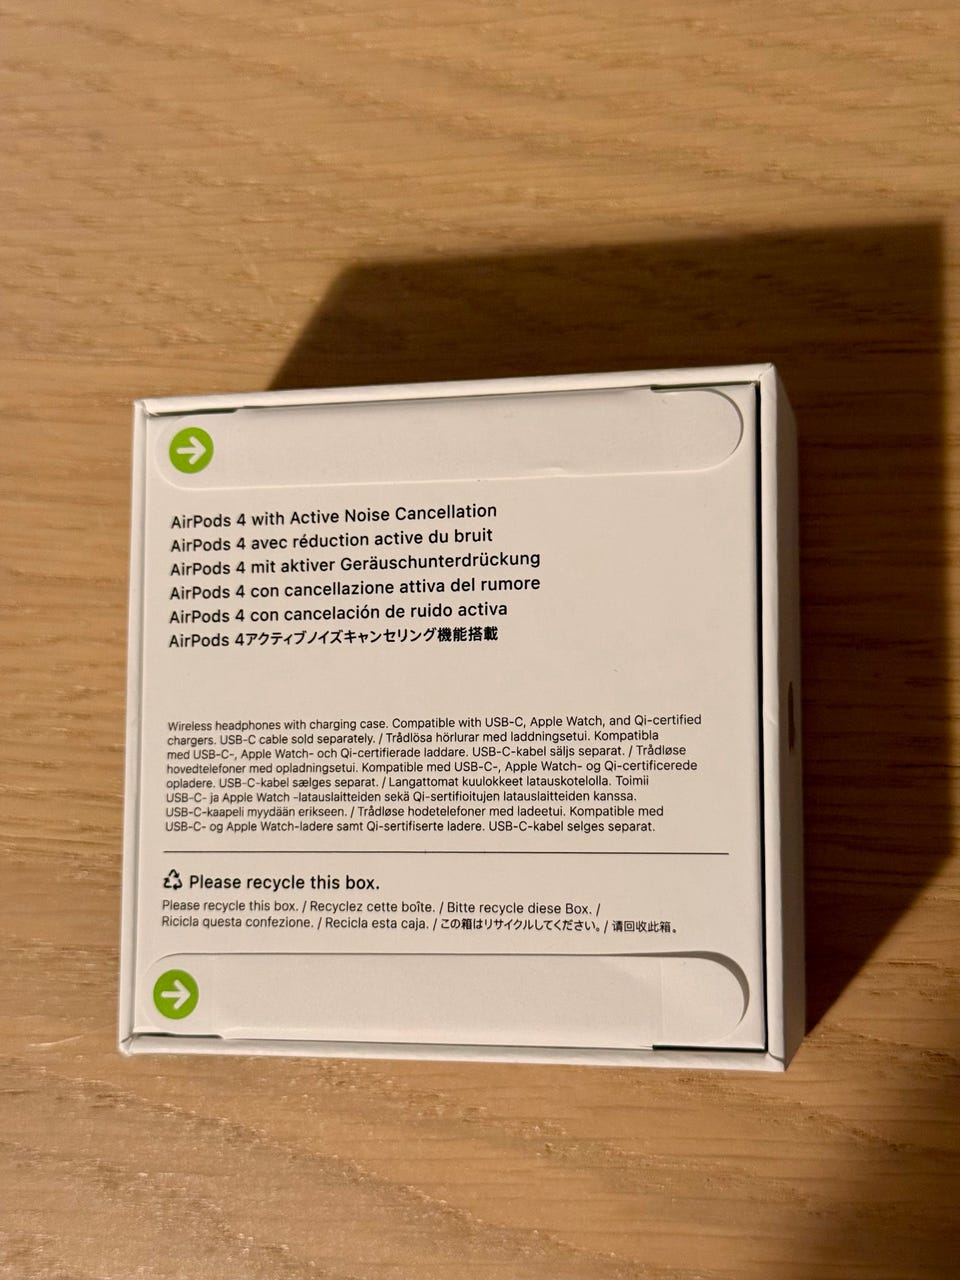 AirPods 4 with Active Noise Cancellation
AirPods 4 avec réduction active du bruit
AirPods 4 mit aktiver Geräuschunterdrückung
AirPods 4 con cancellazione attiva del rumore
AirPods 4 con cancelación de ruido activa
AirPods 4アクティブノイズキャンセリング機能搭載
Wireless headphones with charging case. Compatible with USB-C, Apple Watch, and Qi-certified
chargers. USB-C cable sold separately. / Trådlösa hörlurar med laddningsetui. Kompatibla
med USB-C-, Apple Watch- och Qi-certifierade laddare. USB-C-kabel säljs separat. / Trådløse
hovedtelefoner med opladningsetui. Kompatible med USB-C-, Apple Watch- og Qi-certificerede
opladere. USB-C-kabel sælges separat. / Langattomat kuulokkeet latauskotelolla. Toimii
USB-C- ja Apple Watch -latauslaitteiden sekä Qi-sertifioitujen latauslaitteiden kanssa.
USB-C-kaapeli myydään erikseen. / Trådløse hodetelefoner med ladeetui. Kompatible med
USB-C- og Apple Watch-ladere samt Qi-sertifiserte ladere. USB-C-kabel selges separat.
Please recycle this box.
Please recycle this box. / Recyclez cette boîte. / Bitte recycle diese Box. /
Ricicla questa confezione. / Recicla esta caja. / この箱はリサイクルしてください。/ 请回收此箱。